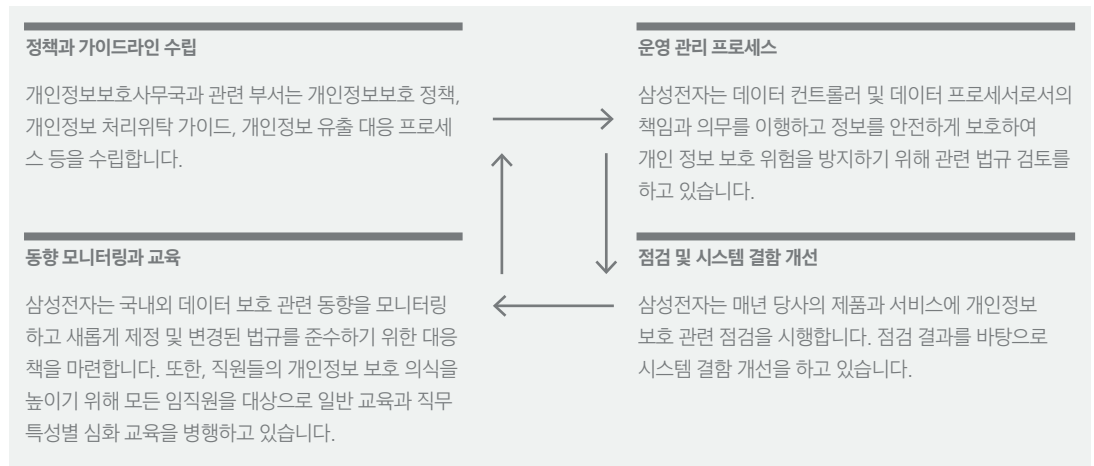 정책과 가이드라인 수립
개인정보보호사무국과 관련 부서는 개인정보보호 정책,
개인정보 처리위탁 가이드, 개인정보 유출 대응 프로세
스 등을 수립합니다.
운영 관리 프로세스
삼성전자는 데이터 컨트롤러 및 데이터 프로세서로서의
책임과 의무를 이행하고 정보를 안전하게 보호하여
개인 정보 보호 위험을 방지하기 위해 관련 법규 검토를
하고 있습니다.
동향 모니터링과 교육
삼성전자는 국내외 데이터 보호 관련 동향을 모니터링
하고 새롭게 제정 및 변경된 법규를 준수하기 위한 대응
책을 마련합니다. 또한, 직원들의 개인정보 보호 의식을
높이기 위해 모든 임직원을 대상으로 일반 교육과 직무
특성별 심화 교육을 병행하고 있습니다.
점검 및 시스템 결함 개선
삼성전자는 매년 당사의 제품과 서비스에 개인정보
보호 관련 점검을 시행합니다. 점검 결과를 바탕으로
시스템 결함 개선을 하고 있습니다.